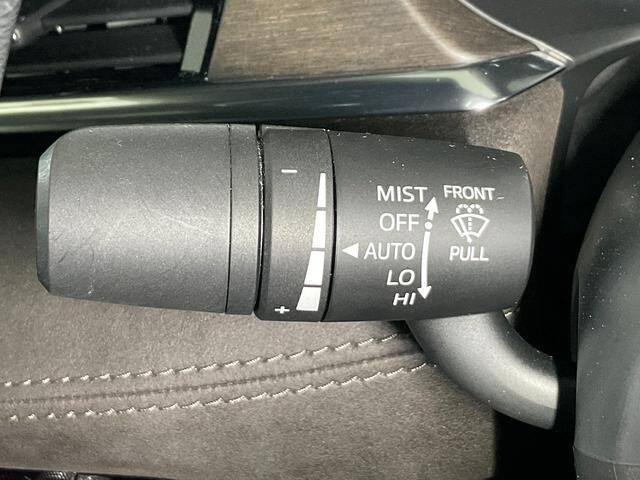 −
+
MIST
OFF
AUTO
LO
HI
FRONT
PULL